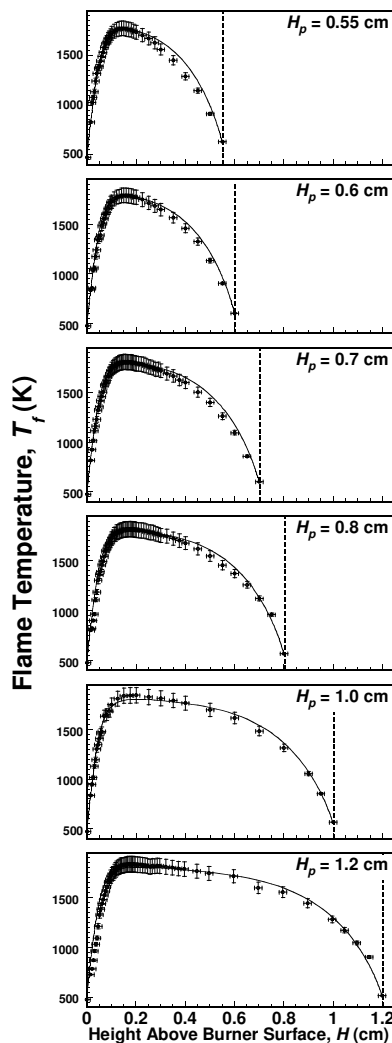 H_p = 0.55 cm
1500
1000
500
H_p = 0.6 cm
1500
1000
500
H_p = 0.7 cm
1500
1000
500
H_p = 0.8 cm
1500
1000
500
H_p = 1.0 cm
1500
1000
500
H_p = 1.2 cm
1500
1000
500
0 0.2 0.4 0.6 0.8 1.0 1.2
Height Above Burner Surface, H (cm)
Flame Temperature, T_f (K)